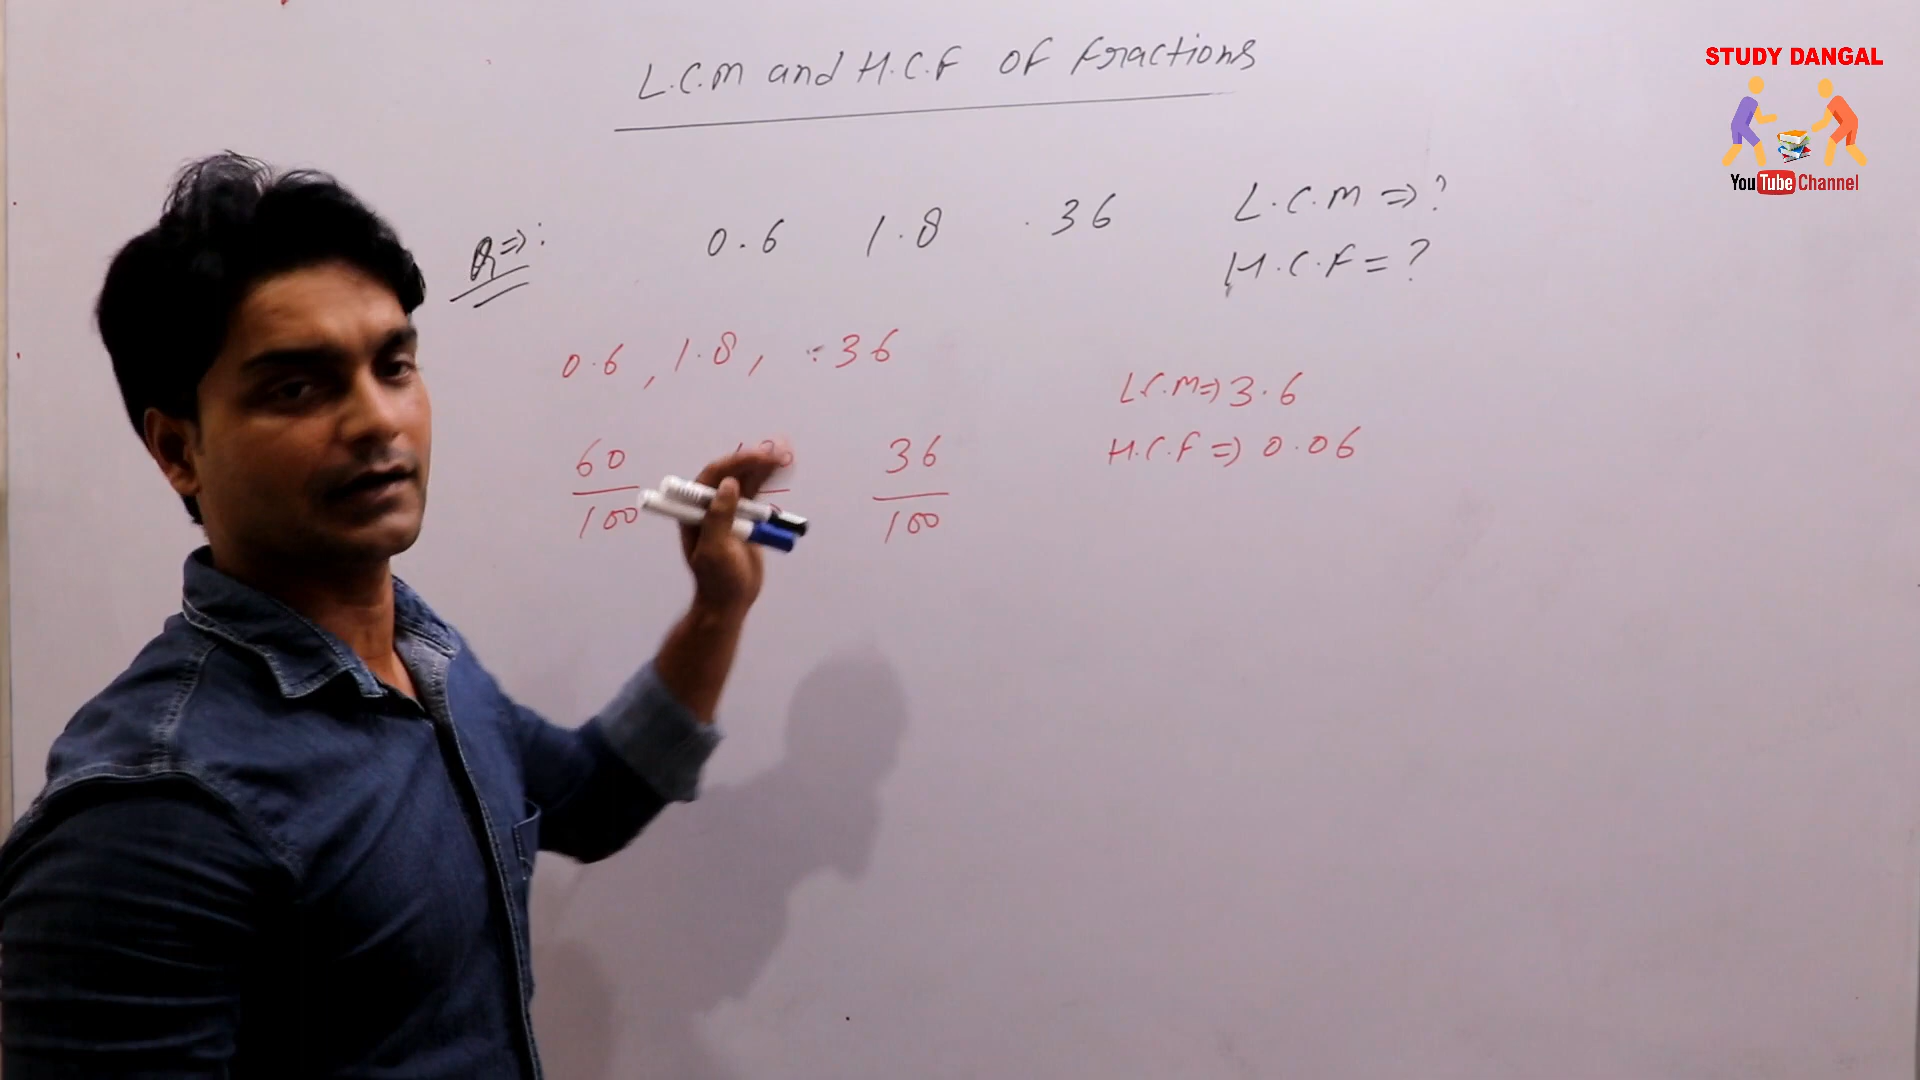 L.C.M and H.C.F OF fractions
STUDY DANGAL
YouTube Channel
Q=>: 0.6 1.8 .36 L.C.M => ?
H.C.F = ?
0.6, 1.8, .36
L.C.M => 3.6
H.C.F => 0.06
60 36
100 100